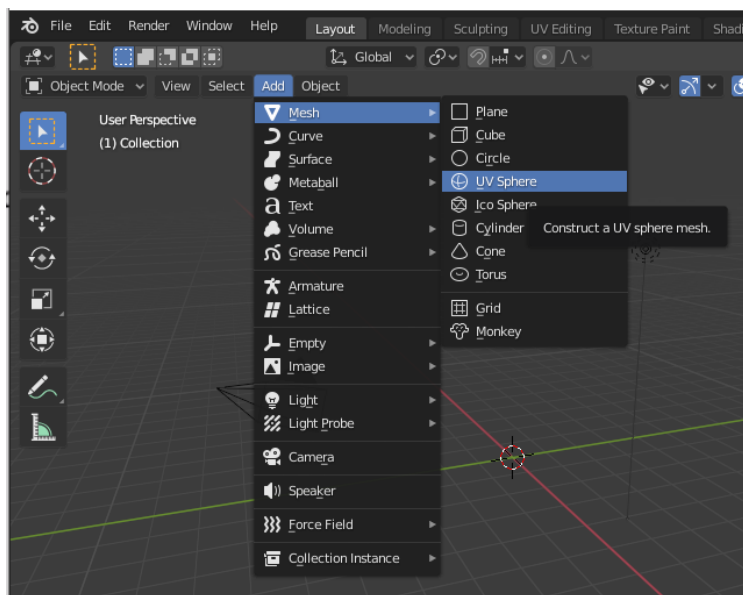 File Edit Render Window Help Layout Modeling Sculpting UV Editing Texture Paint Shadi
Global
Object Mode View Select Add Object
User Perspective
(1) Collection
Mesh
Curve
Surface
Metaball
Text
Volume
Grease Pencil
Armature
Lattice
Empty
Image
Light
Light Probe
Camera
Speaker
Force Field
Collection Instance
Plane
Cube
Circle
UV Sphere
Ico Sphere
Cylinder
Construct a UV sphere mesh.
Cone
Torus
Grid
Monkey